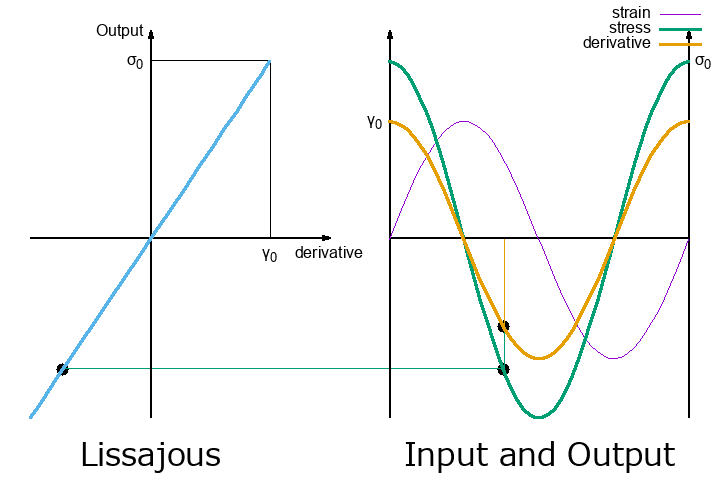 Output
σ0
γ0
derivative
Lissajous
strain
stress
derivative
σ0
γ0
Input and Output